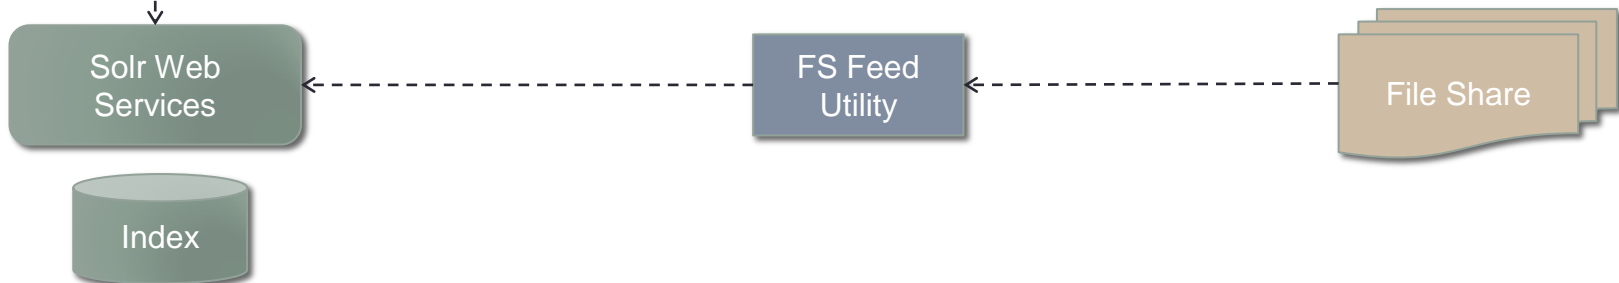 Solr Web
Services
FS Feed
Utility
File Share
Index